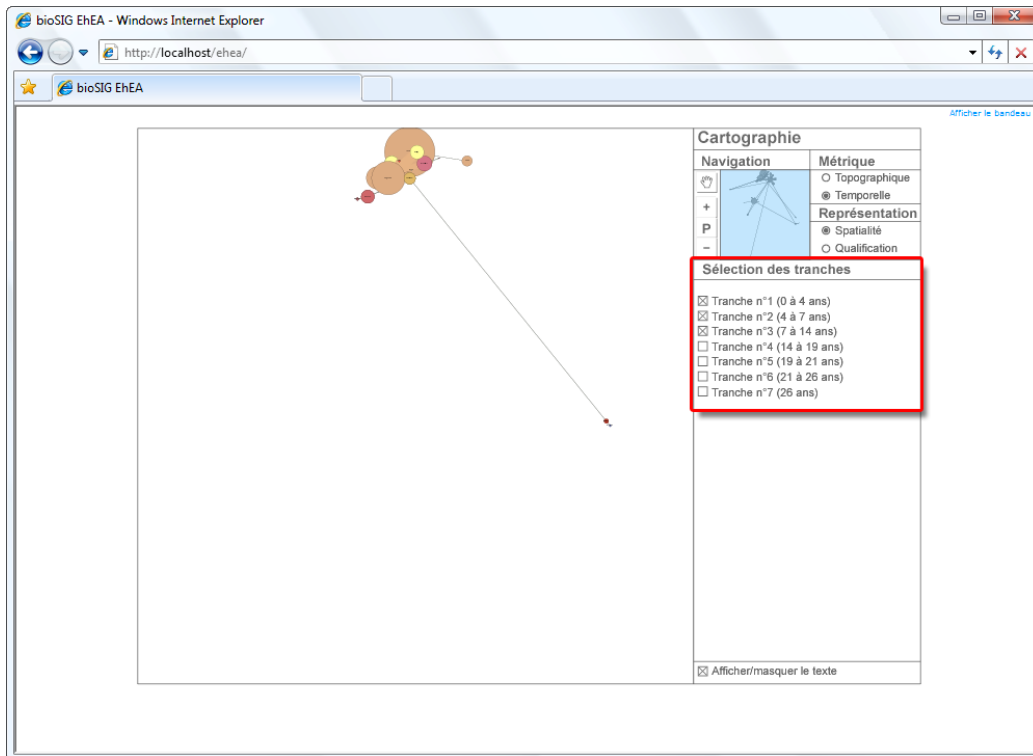 bioSIG EhEA - Windows Internet Explorer
http://localhost/ehea/
bioSIG EhEA
Afficher le bandeau
Cartographie
Navigation
Métrique
Topographique
Temporelle
Représentation
+
P
Spatialité
−
Qualification
Sélection des tranches
Tranche n°1 (0 à 4 ans)
Tranche n°2 (4 à 7 ans)
Tranche n°3 (7 à 14 ans)
Tranche n°4 (14 à 19 ans)
Tranche n°5 (19 à 21 ans)
Tranche n°6 (21 à 26 ans)
Tranche n°7 (26 ans)
Afficher/masquer le texte